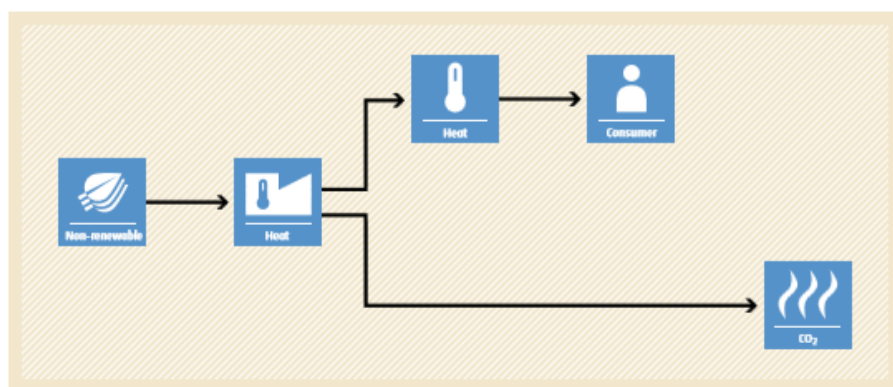 Heat
Consumer
Non-renewable
Heat
CO₂